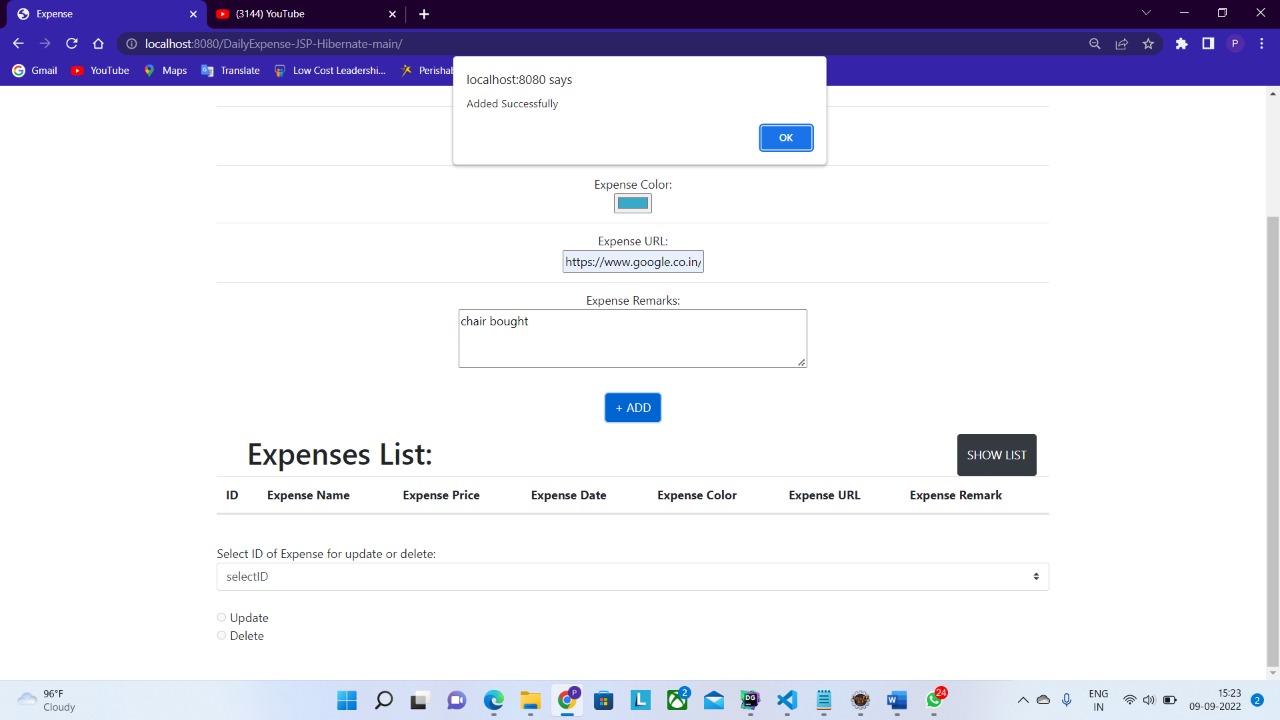 Expense
(3144) YouTube
localhost:8080/DailyExpense-JSP-Hibernate-main/
P
Gmail
YouTube
Maps
Translate
Low Cost Leadershi...
Perishab
localhost:8080 says
Added Successfully
OK
Expense Color:
Expense URL:
https://www.google.co.in/
Expense Remarks:
chair bought
+ ADD
Expenses List:
SHOW LIST
ID Expense Name Expense Price Expense Date Expense Color Expense URL Expense Remark
Select ID of Expense for update or delete:
selectID
Update
Delete
96°F
Cloudy
P
L
2
DG
W
24
ENG
IN
15:23
09-09-2022
2